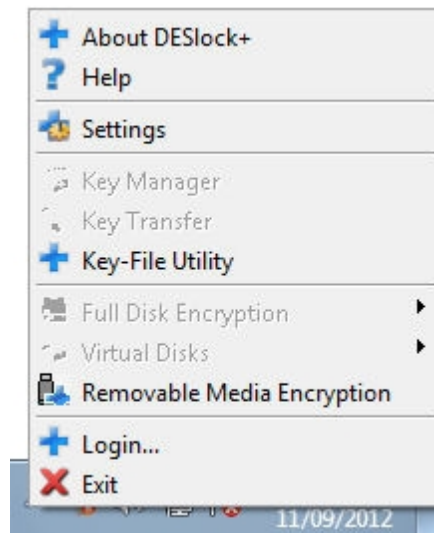 About DESlock+
Help
Settings
Key Manager
Key Transfer
Key-File Utility
Full Disk Encryption
Virtual Disks
Removable Media Encryption
Login...
Exit
11/09/2012